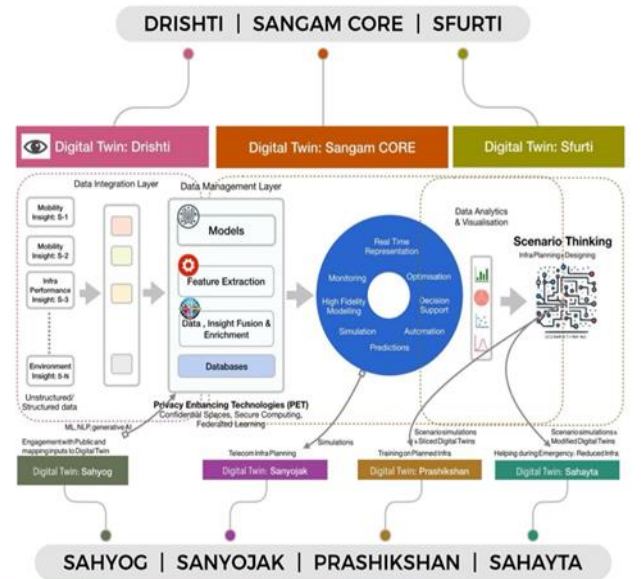 DRISHTI | SANGAM CORE | SFURTI
Digital Twin: Drishti
Digital Twin: Sangam CORE
Digital Twin: Sfurti
Data Integration Layer
Data Management Layer
Mobility
Insight: S-1
Mobility
Insight: S-2
Infra
Performance
Insight: S-3
Environment
Insight: S-N
Unstructured/
Structured data
Models
Feature Extraction
Data , Insight Fusion &
Enrichment
Databases
Privacy Enhancing Technologies (PET)
Confidential Spaces, Secure Computing,
Federated Learning
Real Time
Representation
Monitoring
Optimisation
High Fidelity
Modelling
Decision
Support
Simulation
Automation
Predictions
Data Analytics
& Visualisation
Scenario Thinking
Infra Planning + Designing
ML, NLP, generative AI
Engagement with Public and
mapping inputs to Digital Twin
Digital Twin: Sahyog
Simulations
Telecom Infra Planning
Digital Twin: Sanyojak
Scenario simulations
Sliced Digital Twins
Training on Planned Infra
Digital Twin: Prashikshan
Scenario simulations
Modified Digital Twins
Helping during Emergency: Reduced Infra
Digital Twin: Sahayta
SAHYOG | SANYOJAK | PRASHIKSHAN | SAHAYTA